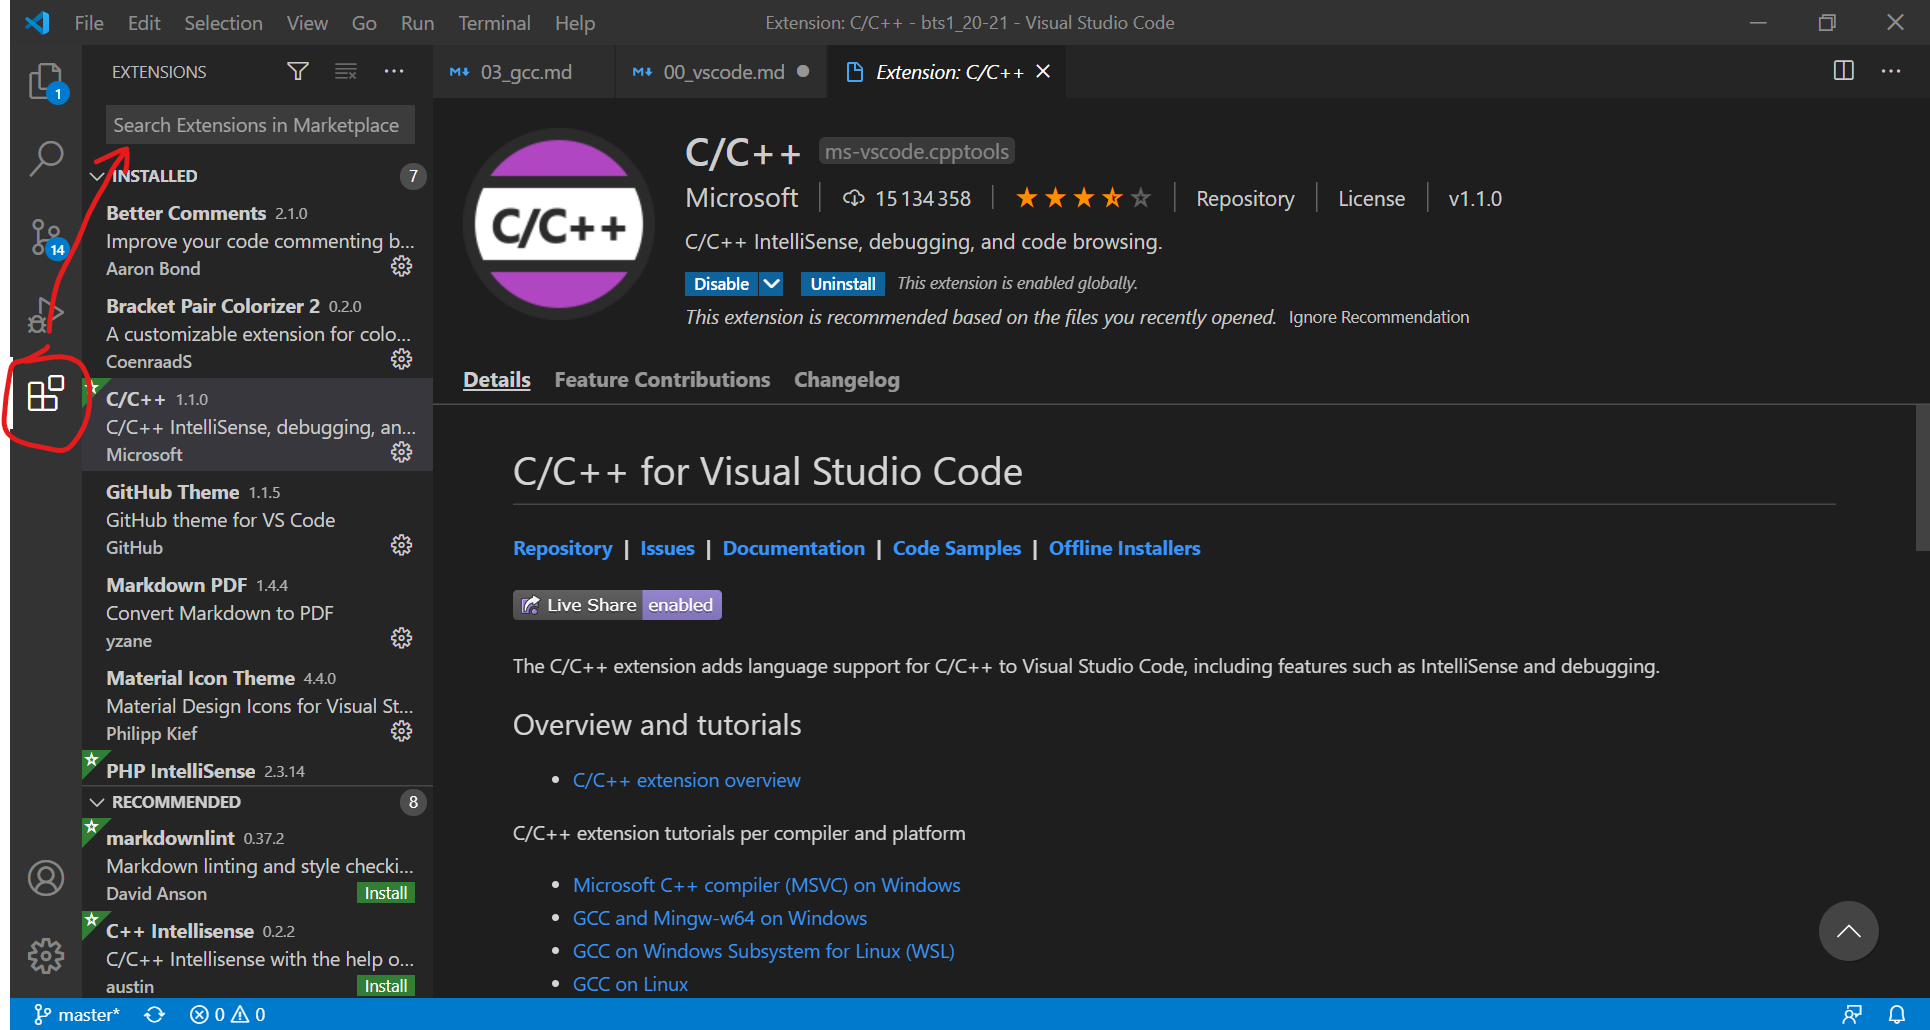 File Edit Selection View Go Run Terminal Help
Extension: C/C++ - bts1_20-21 - Visual Studio Code
EXTENSIONS
03_gcc.md
00_vscode.md
Extension: C/C++
1
Search Extensions in Marketplace
INSTALLED 7
Better Comments 2.1.0
Improve your code commenting b...
Aaron Bond
14
Bracket Pair Colorizer 2 0.2.0
A customizable extension for colo...
CoenraadS
C/C++ 1.1.0
C/C++ IntelliSense, debugging, an...
Microsoft
GitHub Theme 1.1.5
GitHub theme for VS Code
GitHub
Markdown PDF 1.4.4
Convert Markdown to PDF
yzane
Material Icon Theme 4.4.0
Material Design Icons for Visual St...
Philipp Kief
PHP IntelliSense 2.3.14
RECOMMENDED 8
markdownlint 0.37.2
Markdown linting and style checki...
David Anson Install
C++ Intellisense 0.2.2
C/C++ Intellisense with the help o...
austin Install
C/C++
C/C++ ms-vscode.cpptools
Microsoft 15 134 358 Repository License v1.1.0
C/C++ IntelliSense, debugging, and code browsing.
Disable Uninstall This extension is enabled globally.
This extension is recommended based on the files you recently opened. Ignore Recommendation
Details Feature Contributions Changelog
C/C++ for Visual Studio Code
Repository | Issues | Documentation | Code Samples | Offline Installers
Live Share enabled
The C/C++ extension adds language support for C/C++ to Visual Studio Code, including features such as IntelliSense and debugging.
Overview and tutorials
• C/C++ extension overview
C/C++ extension tutorials per compiler and platform
• Microsoft C++ compiler (MSVC) on Windows
• GCC and Mingw-w64 on Windows
• GCC on Windows Subsystem for Linux (WSL)
• GCC on Linux
master* 0 0